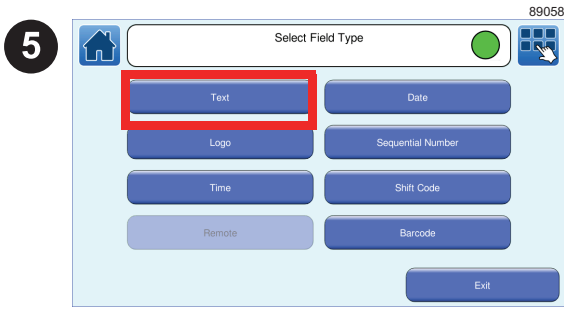 89058
5
Select Field Type
Text
Date
Logo
Sequential Number
Time
Shift Code
Remote
Barcode
Exit